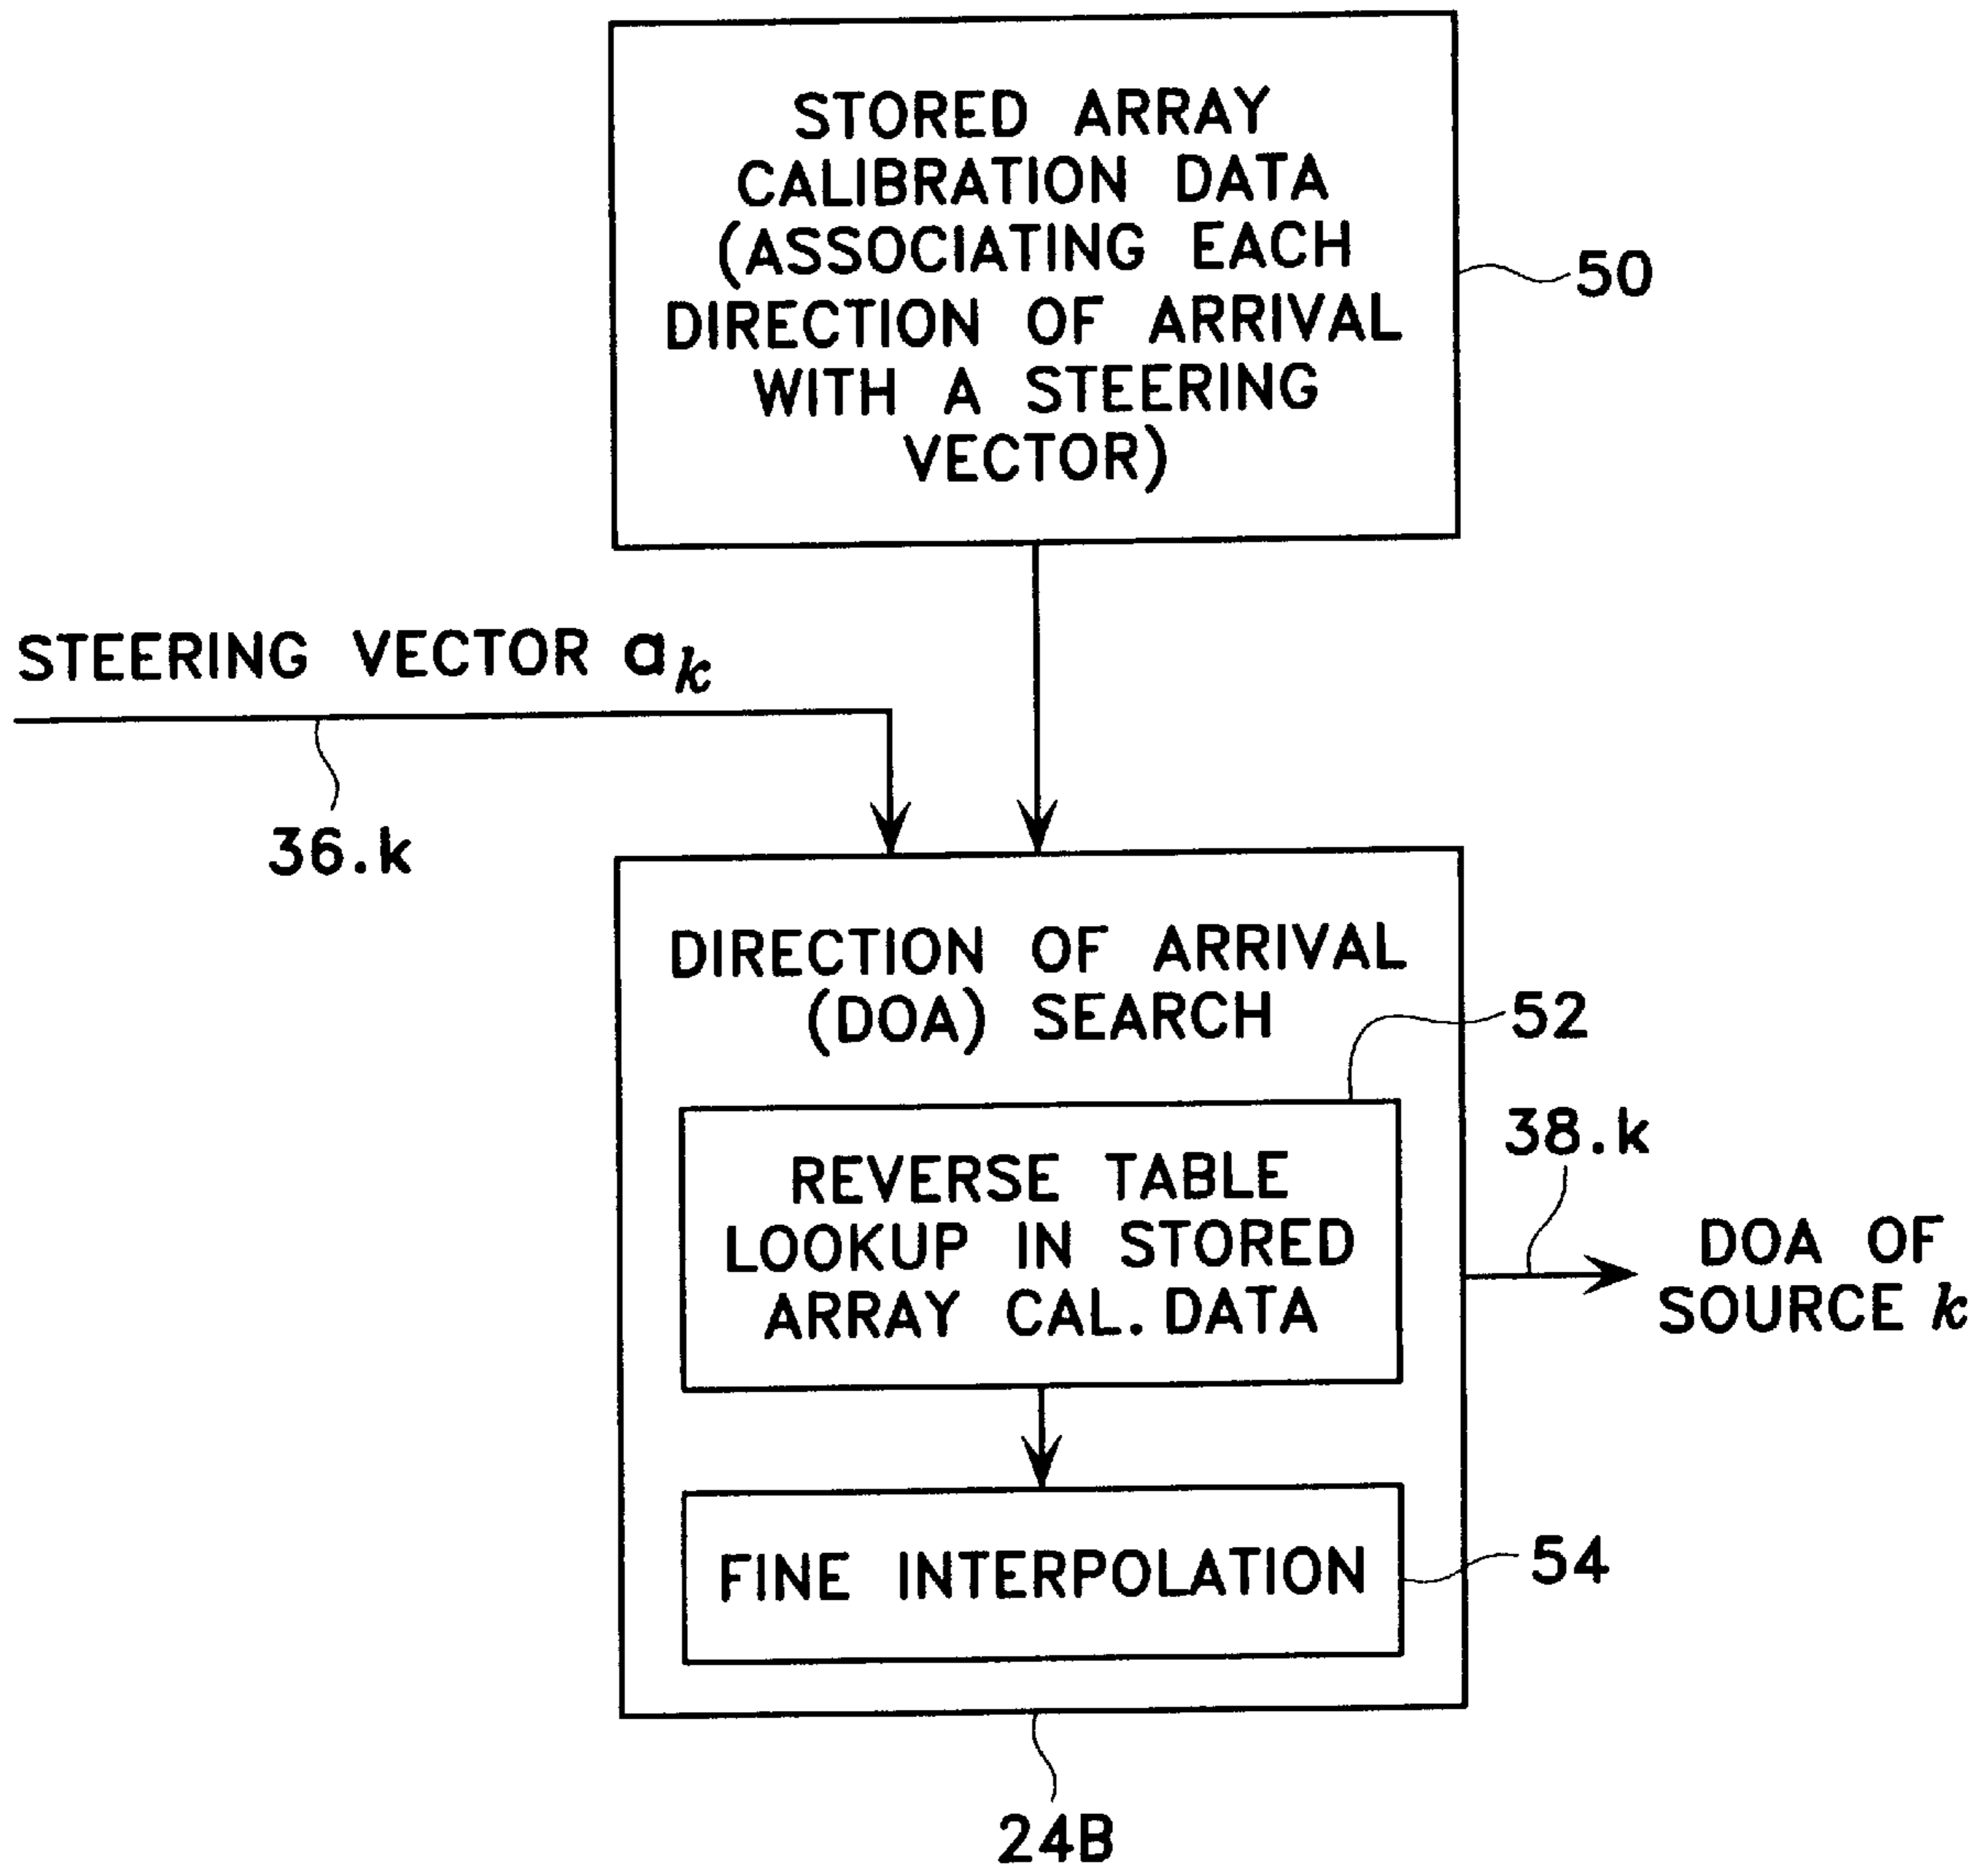 STORED ARRAY
CALIBRATION DATA
(ASSOCIATING EACH
DIRECTION OF ARRIVAL
WITH A STEERING
VECTOR)
50
STEERING VECTOR ak
36.k
DIRECTION OF ARRIVAL
(DOA) SEARCH
52
REVERSE TABLE
LOOKUP IN STORED
ARRAY CAL. DATA
38.k
DOA OF
SOURCE k
FINE INTERPOLATION
54
24B